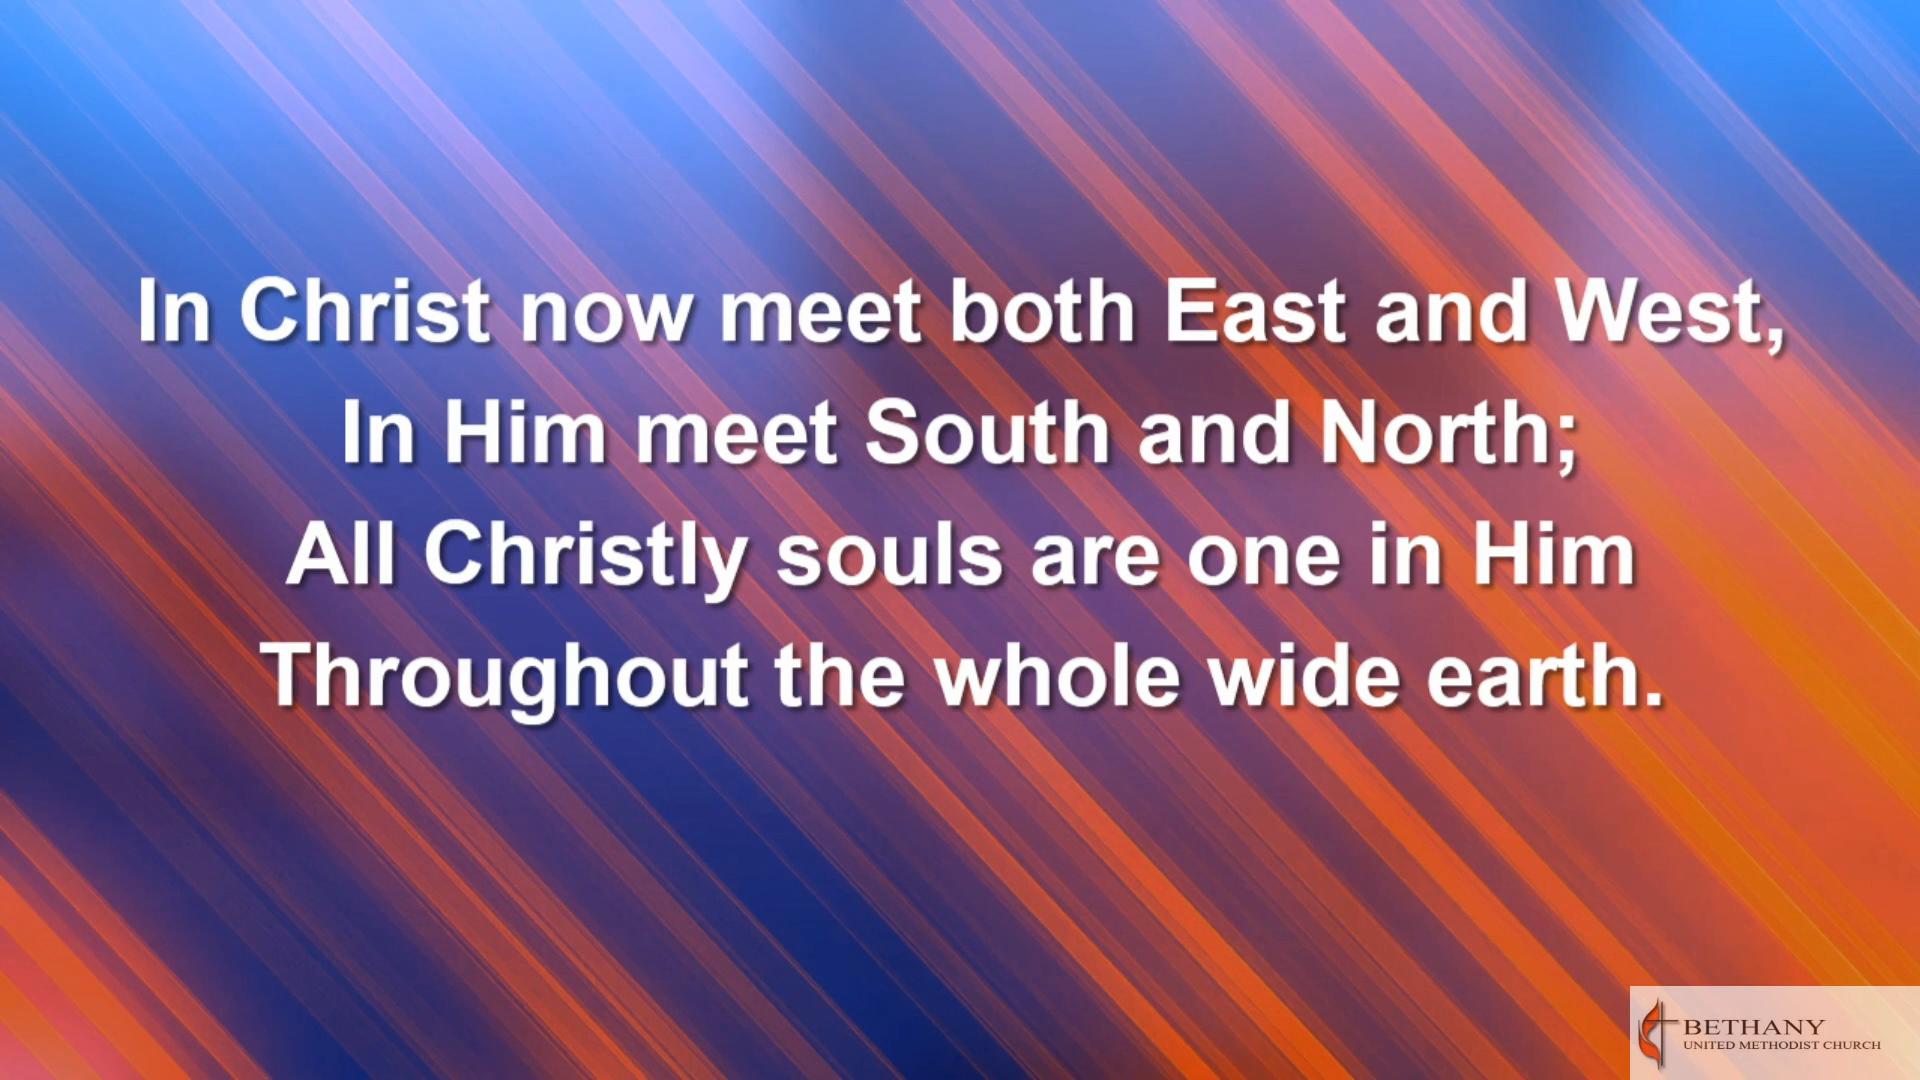 In Christ now meet both East and West,
In Him meet South and North;
All Christly souls are one in Him
Throughout the whole wide earth.
BETHANY
UNITED METHODIST CHURCH